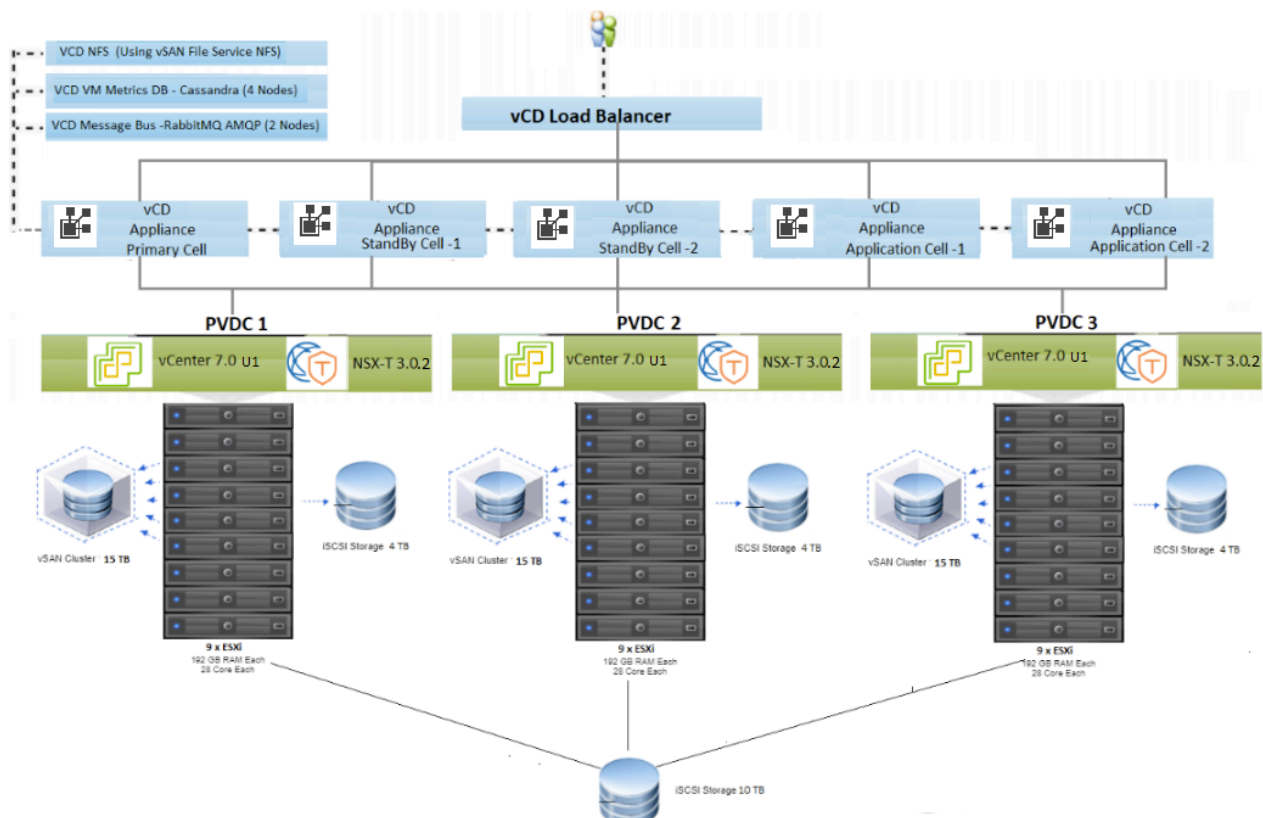 VCD NFS (Using vSAN File Service NFS)
VCD VM Metrics DB - Cassandra (4 Nodes)
VCD Message Bus -RabbitMQ AMQP (2 Nodes)
vCD Load Balancer
vCD
Appliance
Primary Cell
vCD
Appliance
StandBy Cell -1
vCD
Appliance
StandBy Cell -2
vCD
Appliance
Application Cell -1
vCD
Appliance
Application Cell -2
PVDC 1
vCenter 7.0 U1
T
NSX-T 3.0.2
PVDC 2
vCenter 7.0 U1
T
NSX-T 3.0.2
PVDC 3
vCenter 7.0 U1
T
NSX-T 3.0.2
vSAN Cluster 15 TB
iSCSI Storage 4 TB
9 x ESXi
192 GB RAM Each
28 Core Each
vSAN Cluster 15 TB
iSCSI Storage 4 TB
9 x ESXi
192 GB RAM Each
28 Core Each
vSAN Cluster 15 TB
iSCSI Storage 4 TB
9 x ESXi
192 GB RAM Each
28 Core Each
iSCSI Storage 10 TB